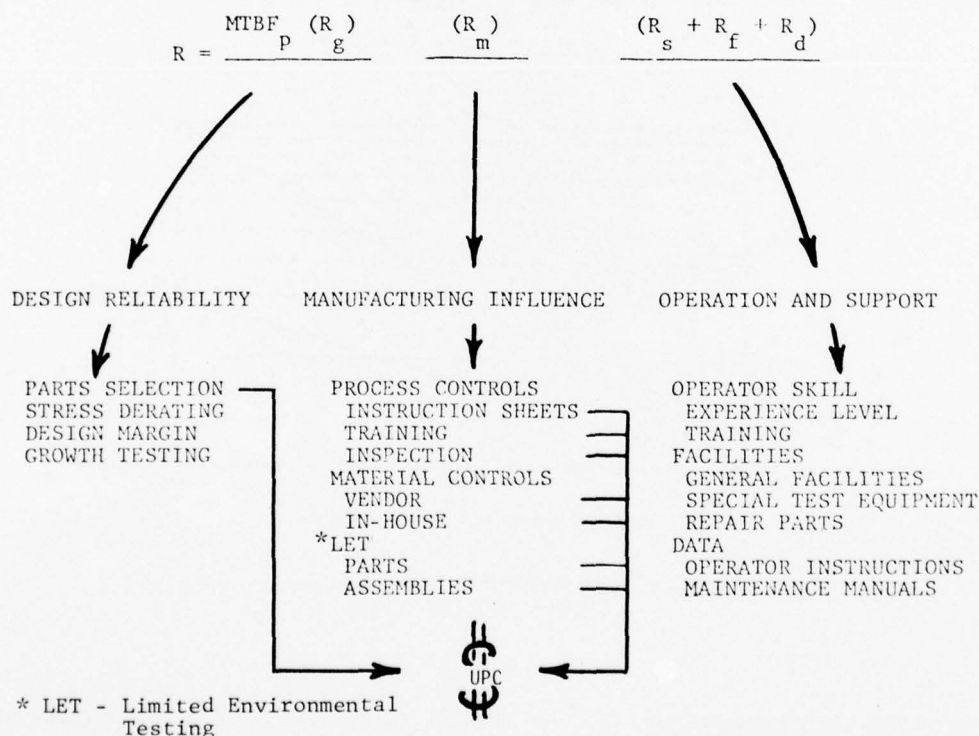 R = MTBF_p (R_g) (R_m) (R_s + R_f + R_d)
DESIGN RELIABILITY
PARTS SELECTION
STRESS DERATING
DESIGN MARGIN
GROWTH TESTING
MANUFACTURING INFLUENCE
PROCESS CONTROLS
INSTRUCTION SHEETS
TRAINING
INSPECTION
MATERIAL CONTROLS
VENDOR
IN-HOUSE
*LET
PARTS
ASSEMBLIES
OPERATION AND SUPPORT
OPERATOR SKILL
EXPERIENCE LEVEL
TRAINING
FACILITIES
GENERAL FACILITIES
SPECIAL TEST EQUIPMENT
REPAIR PARTS
DATA
OPERATOR INSTRUCTIONS
MAINTENANCE MANUALS
$
UPC
* LET - Limited Environmental
Testing